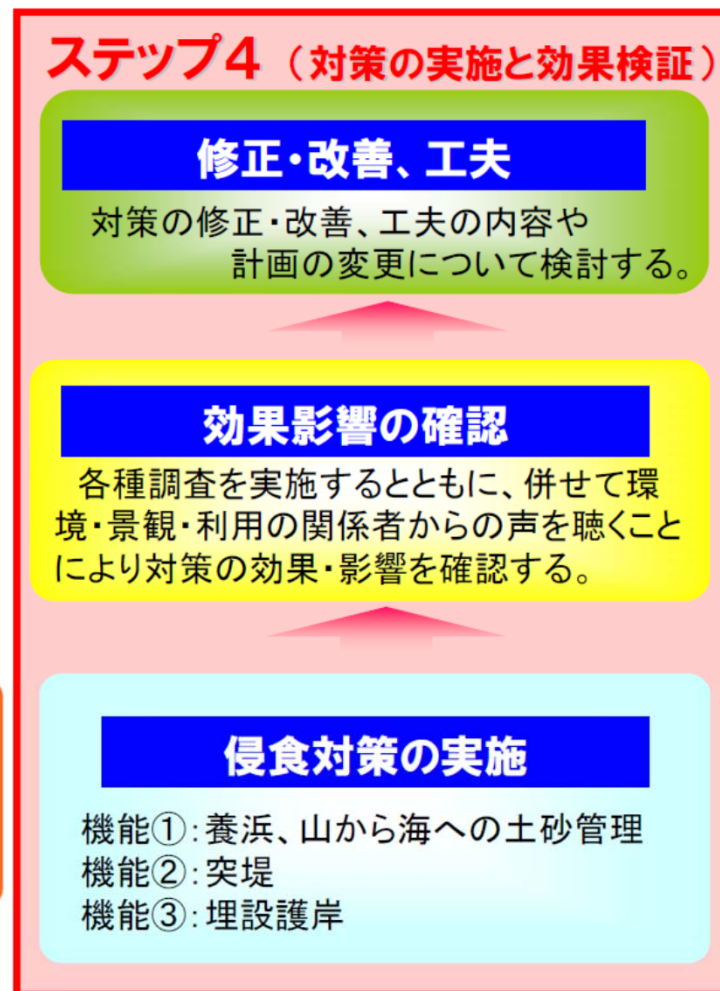 ステップ4（対策の実施と効果検証）
修正・改善、工夫
対策の修正・改善、工夫の内容や
計画の変更について検討する。
効果影響の確認
各種調査を実施するとともに、併せて環
境・景観・利用の関係者からの声を聴くこと
により対策の効果・影響を確認する。
侵食対策の実施
機能①：養浜、山から海への土砂管理
機能②：突堤
機能③：埋設護岸